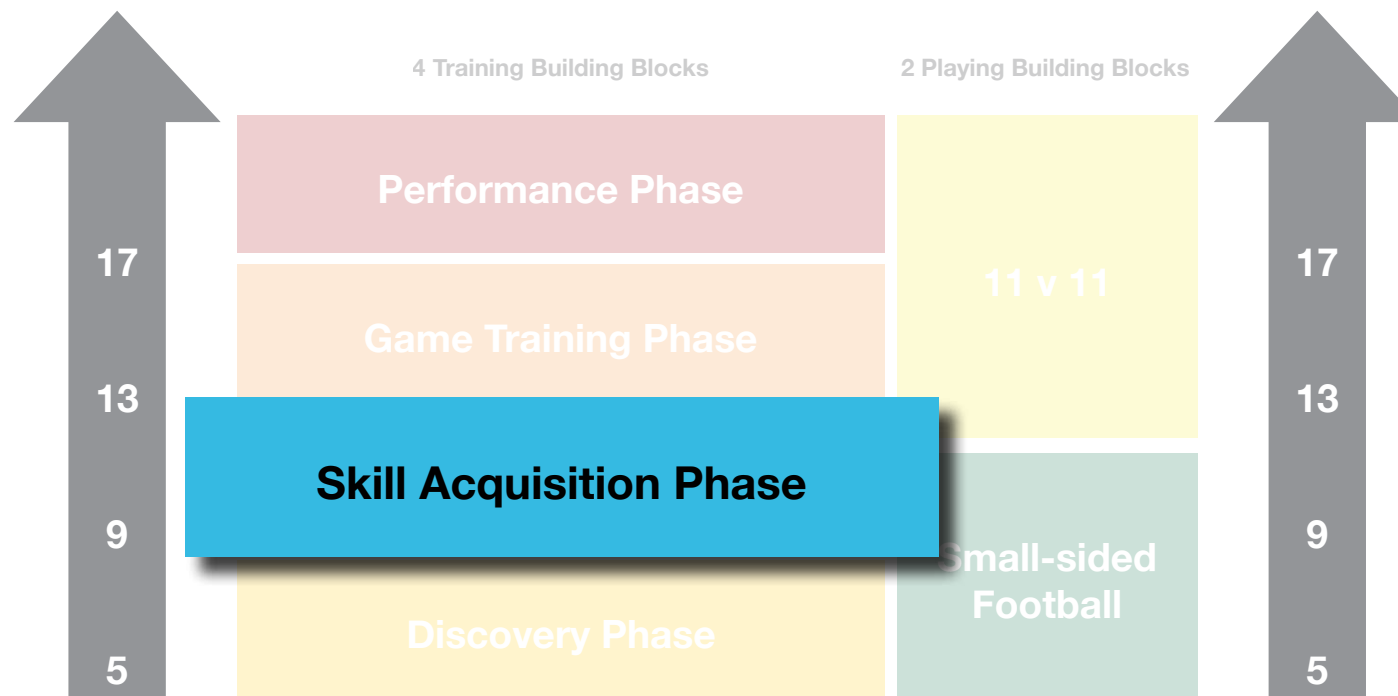 4 Training Building Blocks
2 Playing Building Blocks
Performance Phase
17
11 v 11
17
Game Training Phase
13
13
Skill Acquisition Phase
9
9
Small-sided
Football
Discovery Phase
5
5